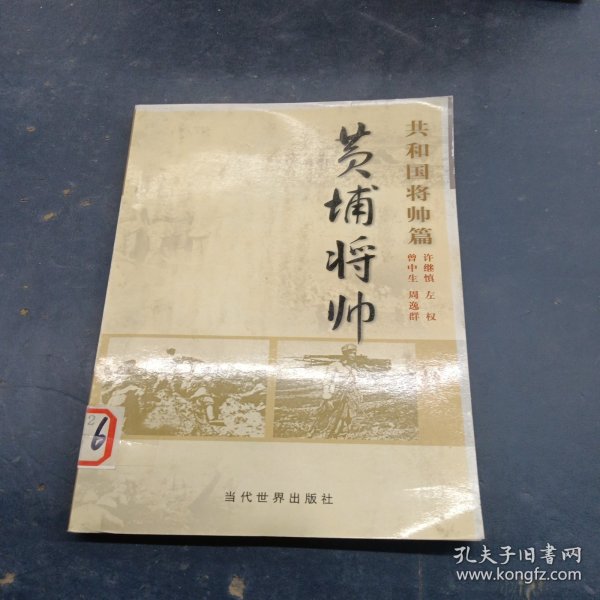 共和国将帅篇
许继慎 左权
曾中生 周逸群
黄埔将帅
2
6
当代世界出版社
孔夫子旧书网
www.kongfz.com